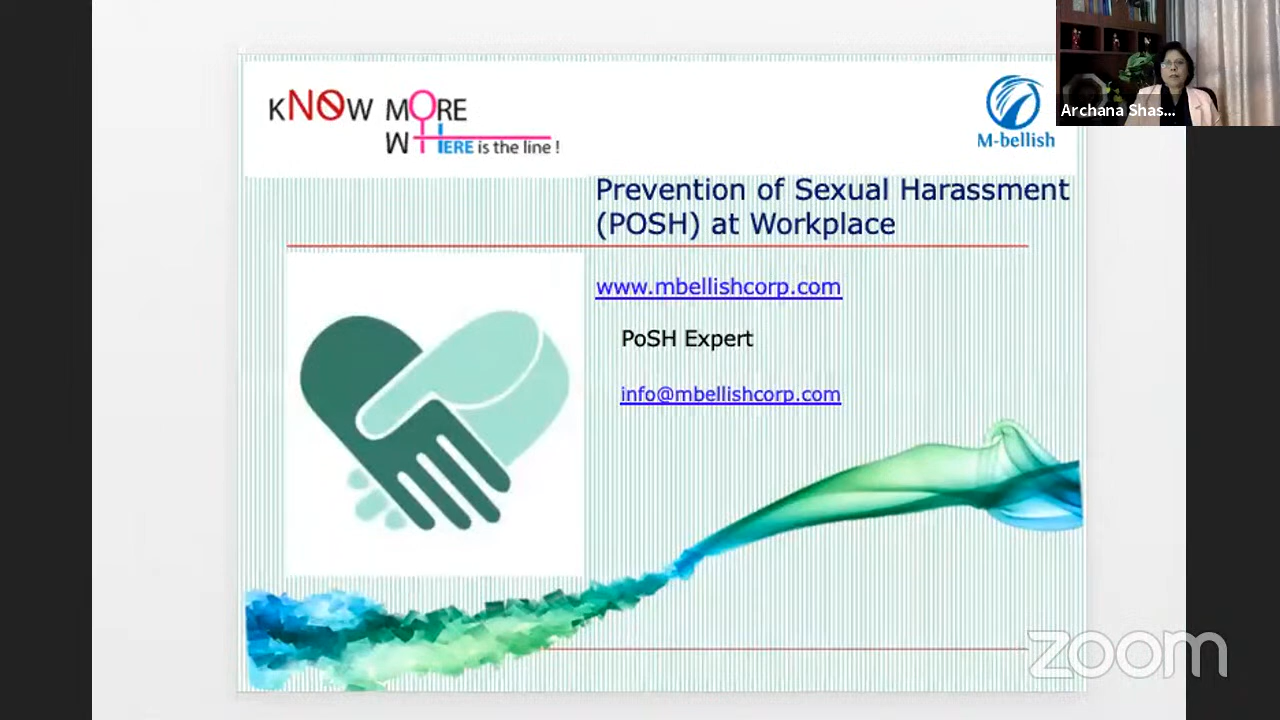 KNOW MORE
WHERE is the line !
M-bellish
Archana Shas...
Prevention of Sexual Harassment
(POSH) at Workplace
www.mbellishcorp.com
PoSH Expert
info@mbellishcorp.com
zoom